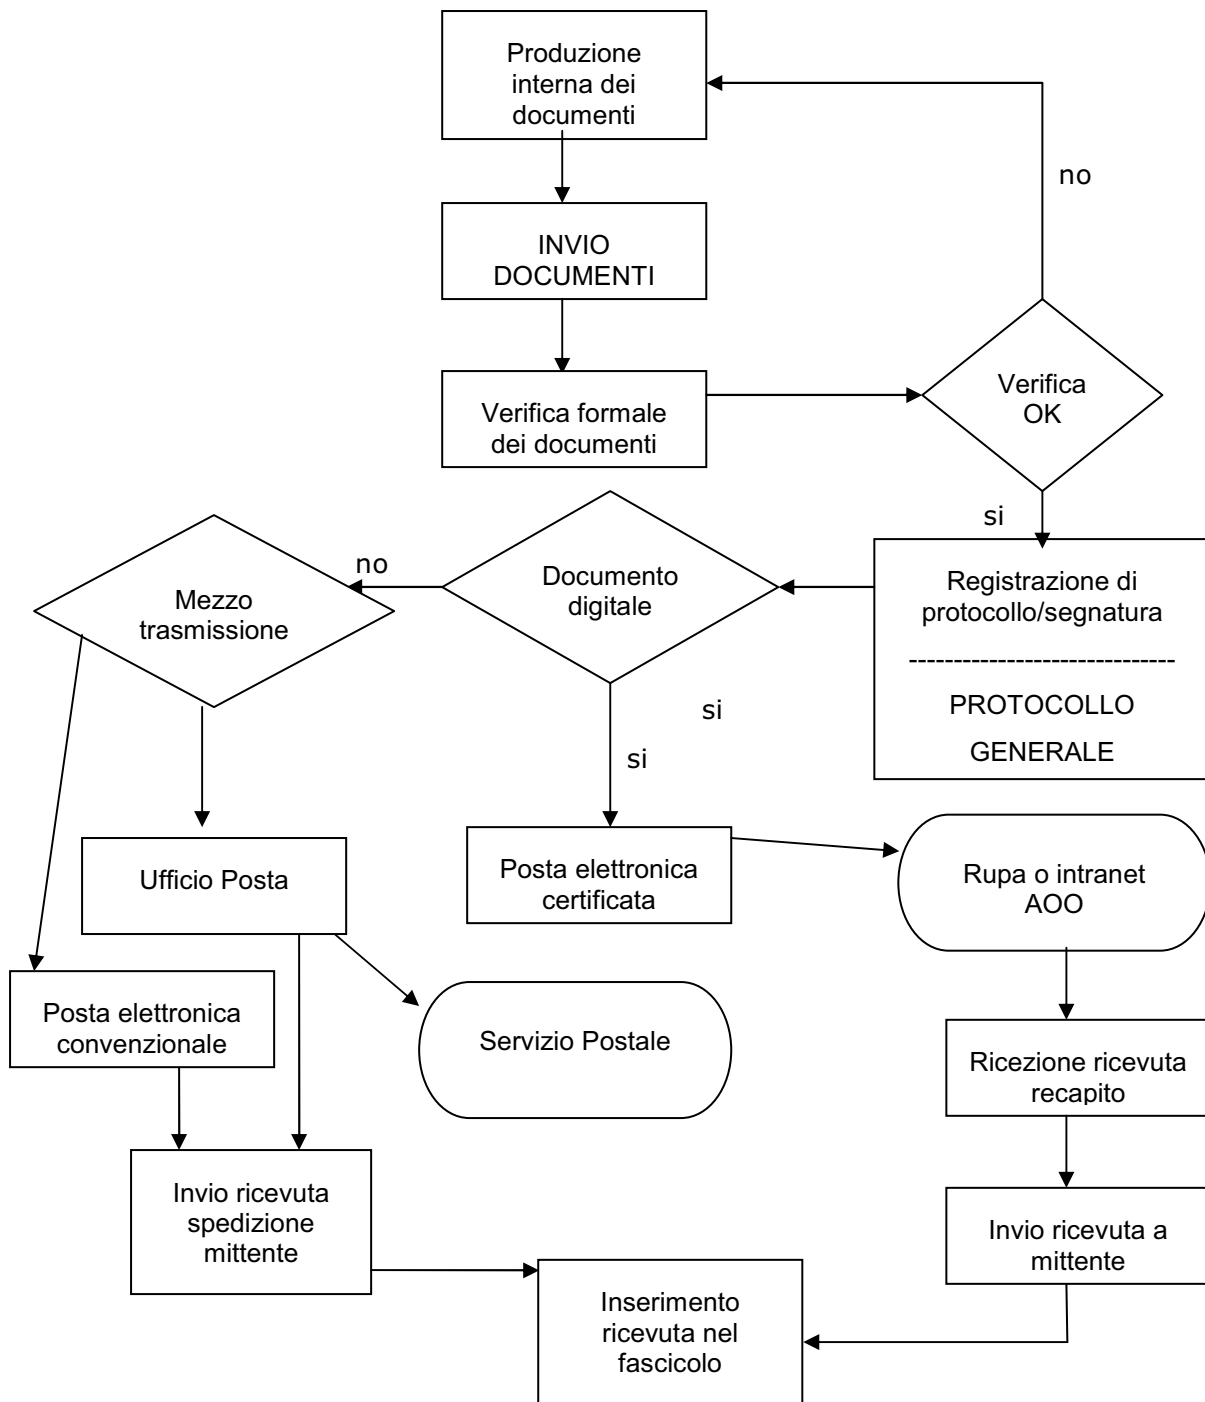 Produzione
interna dei
documenti
no
INVIO
DOCUMENTI
Verifica
OK
Verifica formale
dei documenti
si
no
Documento
digitale
Mezzo
trasmissione
Registrazione di
protocollo/segnatura
-----------------------------
PROTOCOLLO
GENERALE
si
si
Ufficio Posta
Posta elettronica
certificata
Rupa o intranet
AOO
Posta elettronica
convenzionale
Servizio Postale
Ricezione ricevuta
recapito
Invio ricevuta
spedizione
mittente
Invio ricevuta a
mittente
Inserimento
ricevuta nel
fascicolo